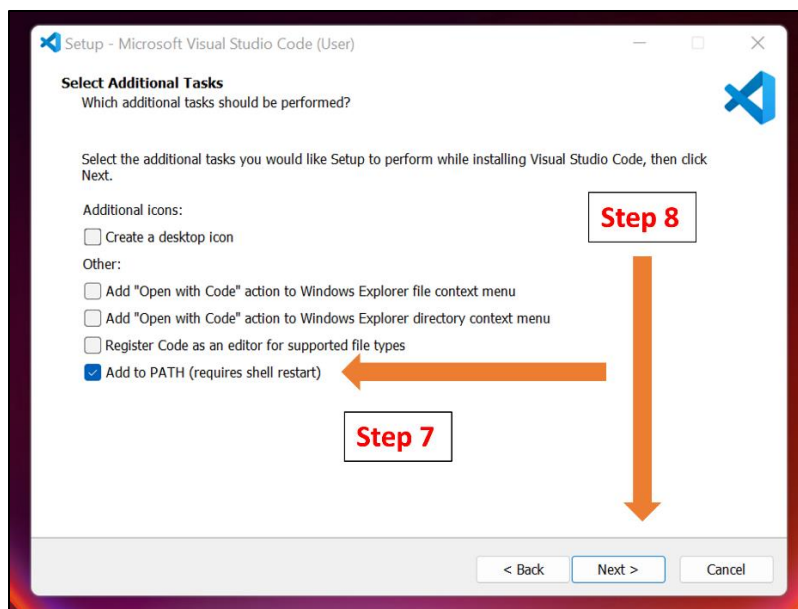 Setup - Microsoft Visual Studio Code (User)
Select Additional Tasks
Which additional tasks should be performed?
Select the additional tasks you would like Setup to perform while installing Visual Studio Code, then click
Next.
Additional icons:
Step 8
Create a desktop icon
Other:
Add "Open with Code" action to Windows Explorer file context menu
Add "Open with Code" action to Windows Explorer directory context menu
Register Code as an editor for supported file types
Add to PATH (requires shell restart)
Step 7
< Back Next > Cancel